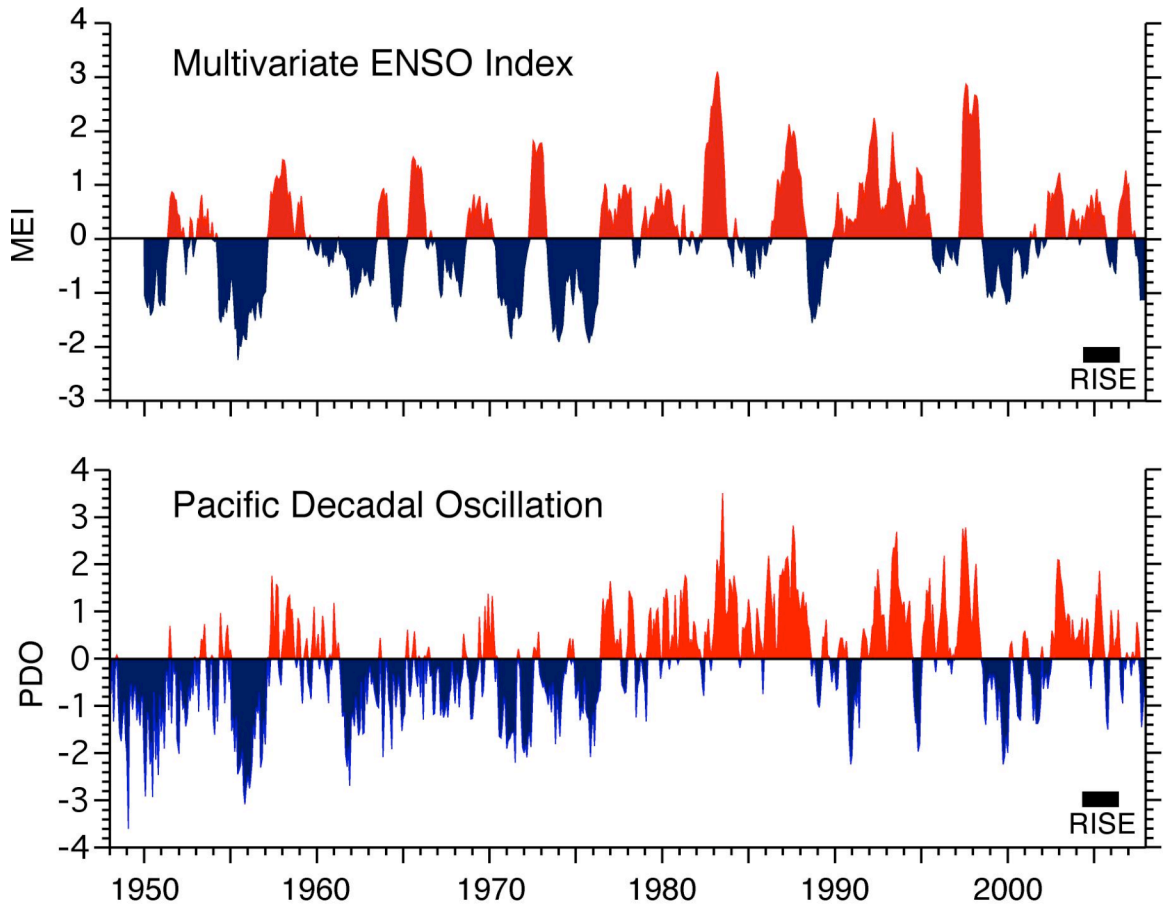 4
Multivariate ENSO Index
3
2
1
0
-1
-2
-3
MEI
RISE
4
Pacific Decadal Oscillation
3
2
1
0
-1
-2
-3
-4
PDO
RISE
1950 1960 1970 1980 1990 2000